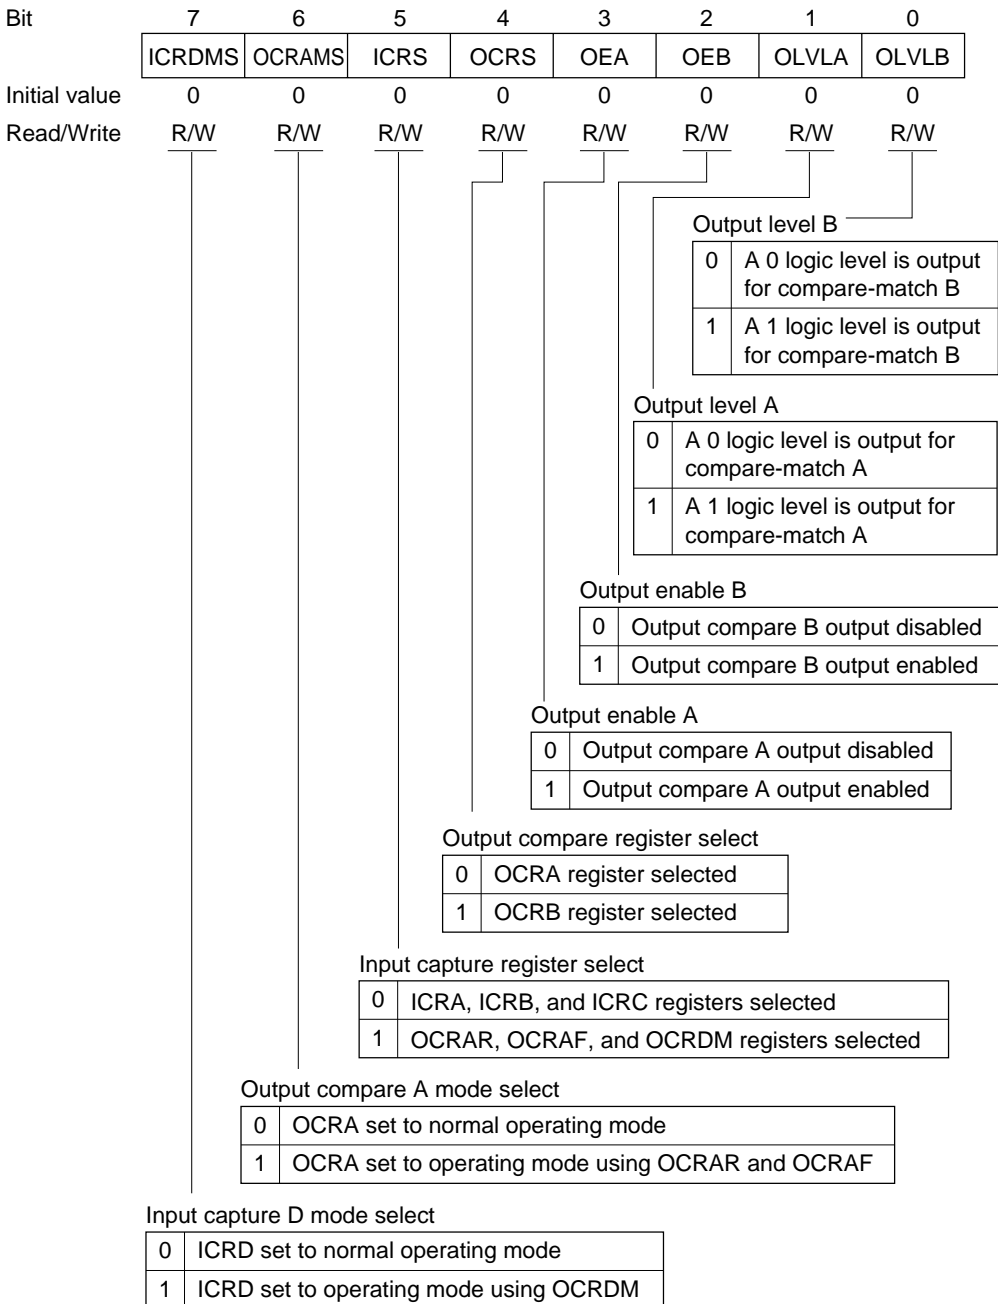 Bit 7 6 5 4 3 2 1 0
ICRDMS OCRAMS ICRS OCRS OEA OEB OLVLA OLVLB
Initial value 0 0 0 0 0 0 0 0
Read/Write R/W R/W R/W R/W R/W R/W R/W R/W
Output level B
0 A 0 logic level is output
for compare-match B
1 A 1 logic level is output
for compare-match B
Output level A
0 A 0 logic level is output for
compare-match A
1 A 1 logic level is output for
compare-match A
Output enable B
0 Output compare B output disabled
1 Output compare B output enabled
Output enable A
0 Output compare A output disabled
1 Output compare A output enabled
Output compare register select
0 OCRA register selected
1 OCRB register selected
Input capture register select
0 ICRA, ICRB, and ICRC registers selected
1 OCRAR, OCRAF, and OCRDM registers selected
Output compare A mode select
0 OCRA set to normal operating mode
1 OCRA set to operating mode using OCRAR and OCRAF
Input capture D mode select
0 ICRD set to normal operating mode
1 ICRD set to operating mode using OCRDM